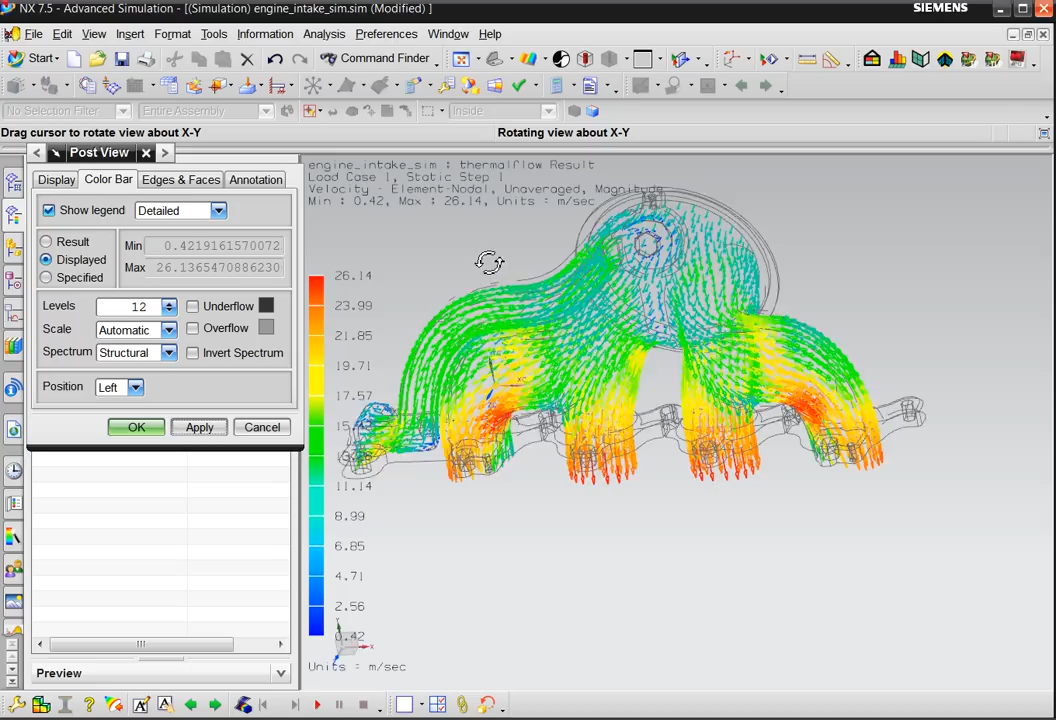 NX 7.5 - Advanced Simulation - [(Simulation) engine_intake_sim.sim (Modified) ]
SIEMENS
File Edit View Insert Format Tools Information Analysis Preferences Window Help
Start Command Finder
No Selection Filter Entire Assembly Inside
Drag cursor to rotate view about X-Y Rotating view about X-Y
Post View
Display Color Bar Edges & Faces Annotation
Show legend Detailed
Result
Displayed
Specified
Min 0.4219161570072
Max 26.1365470886230
Levels 12 Underflow
Scale Automatic Overflow
Spectrum Structural Invert Spectrum
Position Left
OK Apply Cancel
Preview
engine_intake_sim : thermalflow Result
Load Case 1, Static Step 1
Velocity - Element-Nodal, Unaveraged, Magnitude
Min : 0.42, Max : 26.14, Units = m/sec
26.14
23.99
21.85
19.71
17.57
11.14
8.99
6.85
4.71
2.56
0.42
Units = m/sec
XC
X